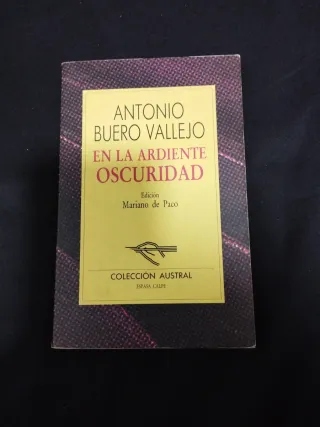 ANTONIO
BUERO VALLEJO
EN LA ARDIENTE
OSCURIDAD
Edición
Mariano de Paco
COLECCIÓN AUSTRAL
ESPASA CALPE